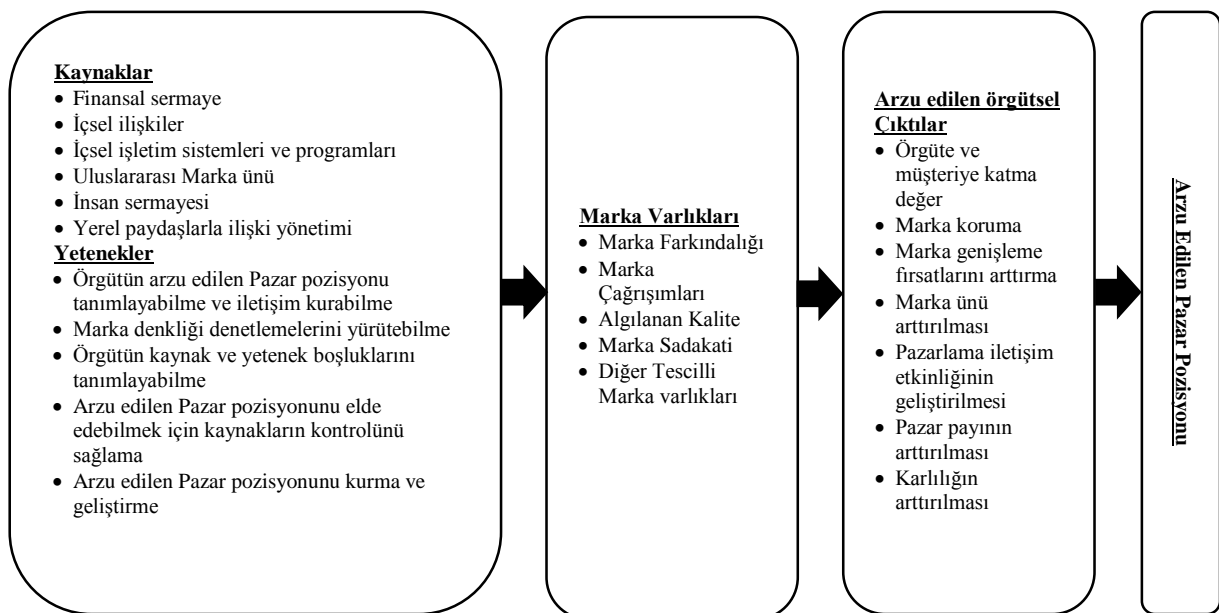 Kaynaklar
• Finansal sermaye
• İçsel ilişkiler
• İçsel işletim sistemleri ve programları
• Uluslararası Marka ünü
• İnsan sermayesi
• Yerel paydaşlarla ilişki yönetimi
Yetenekler
• Örgütün arzu edilen Pazar pozisyonu
tanımlayabilme ve iletişim kurabilme
• Marka denkliği denetlemelerini yürütebilme
• Örgütün kaynak ve yetenek boşluklarını
tanımlayabilme
• Arzu edilen Pazar pozisyonunu elde
edebilmek için kaynakların kontrolünü
sağlama
• Arzu edilen Pazar pozisyonunu kurma ve
geliştirme
Marka Varlıkları
• Marka Farkındalığı
• Marka
Çağrışımları
• Algılanan Kalite
• Marka Sadakati
• Diğer Tescilli
Marka varlıkları
Arzu edilen örgütsel
Çıktılar
• Örgüte ve
müşteriye katma
değer
• Marka koruma
• Marka genişleme
fırsatlarını arttırma
• Marka ünü
arttırılması
• Pazarlama iletişim
etkinliğinin
geliştirilmesi
• Pazar payının
arttırılması
• Karlılığın
arttırılması
Arzu Edilen Pazar Pozisyonu